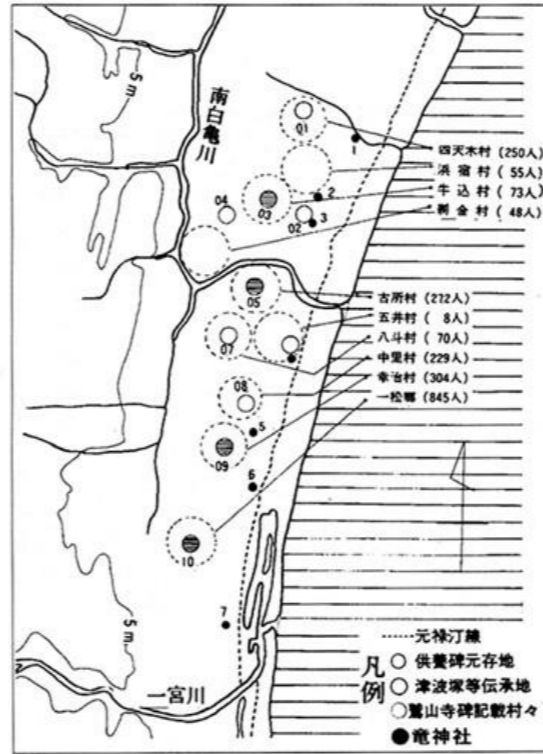 5m
南白亀川
01
1
四天木村 (250人)
浜宿村 ( 55人)
牛込村 ( 73人)
剃金村 ( 48人)
2
03
04
02
3
05
古所村 (272人)
五井村 ( 8人)
八斗村 ( 70人)
中里村 (229人)
幸治村 (304人)
一松郷 (845人)
07
08
5
09
6
10
7
5m
一宮川
凡例
元禄汀線
供養碑元存地
津波塚等伝承地
鷲山寺碑記載村々
竜神社